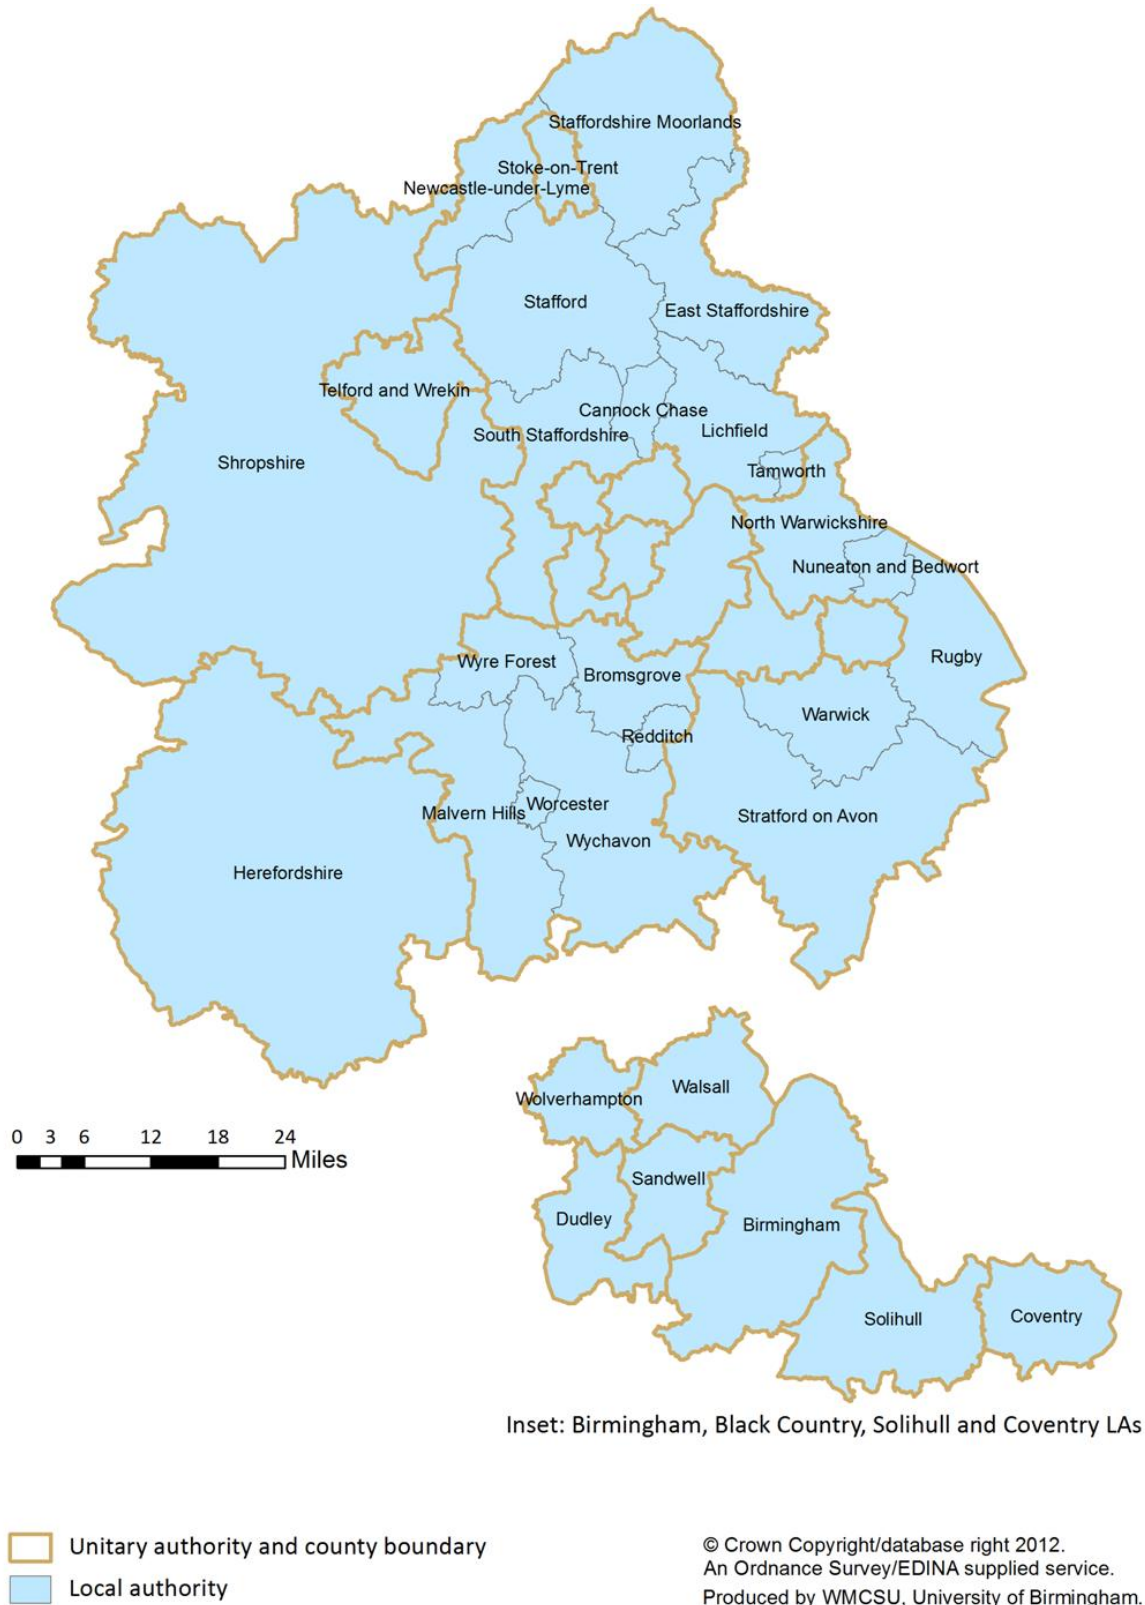 Staffordshire Moorlands
Stoke-on-Trent
Newcastle-under-Lyme
Stafford
East Staffordshire
Telford and Wrekin
Cannock Chase
Lichfield
South Staffordshire
Shropshire
Tamworth
North Warwickshire
Nuneaton and Bedwort
Rugby
Wyre Forest
Bromsgrove
Warwick
Redditch
Worcester
Malvern Hills
Stratford on Avon
Wychavon
Herefordshire
Walsall
Wolverhampton
0 3 6 12 18 24
Miles
Sandwell
Dudley
Birmingham
Solihull
Coventry
Inset: Birmingham, Black Country, Solihull and Coventry LAs
Unitary authority and county boundary
Local authority
© Crown Copyright/database right 2012.
An Ordnance Survey/EDINA supplied service.
Produced by WMCSU, University of Birmingham.